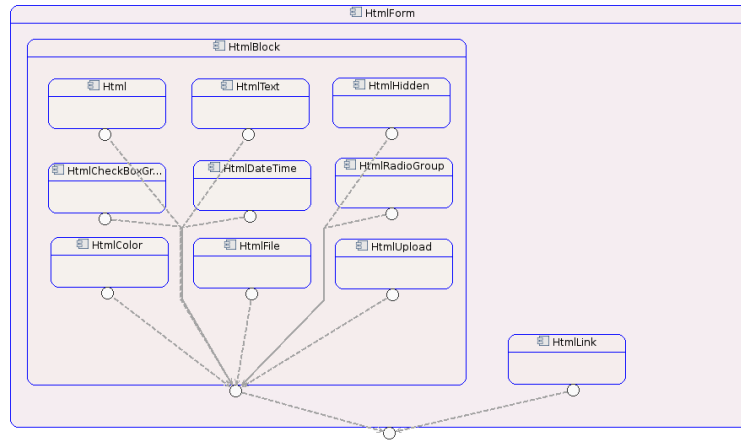 HtmlForm
HtmlBlock
Html
HtmlText
HtmlHidden
HtmlCheckBoxGr...
HtmlDateTime
HtmlRadioGroup
HtmlColor
HtmlFile
HtmlUpload
HtmlLink